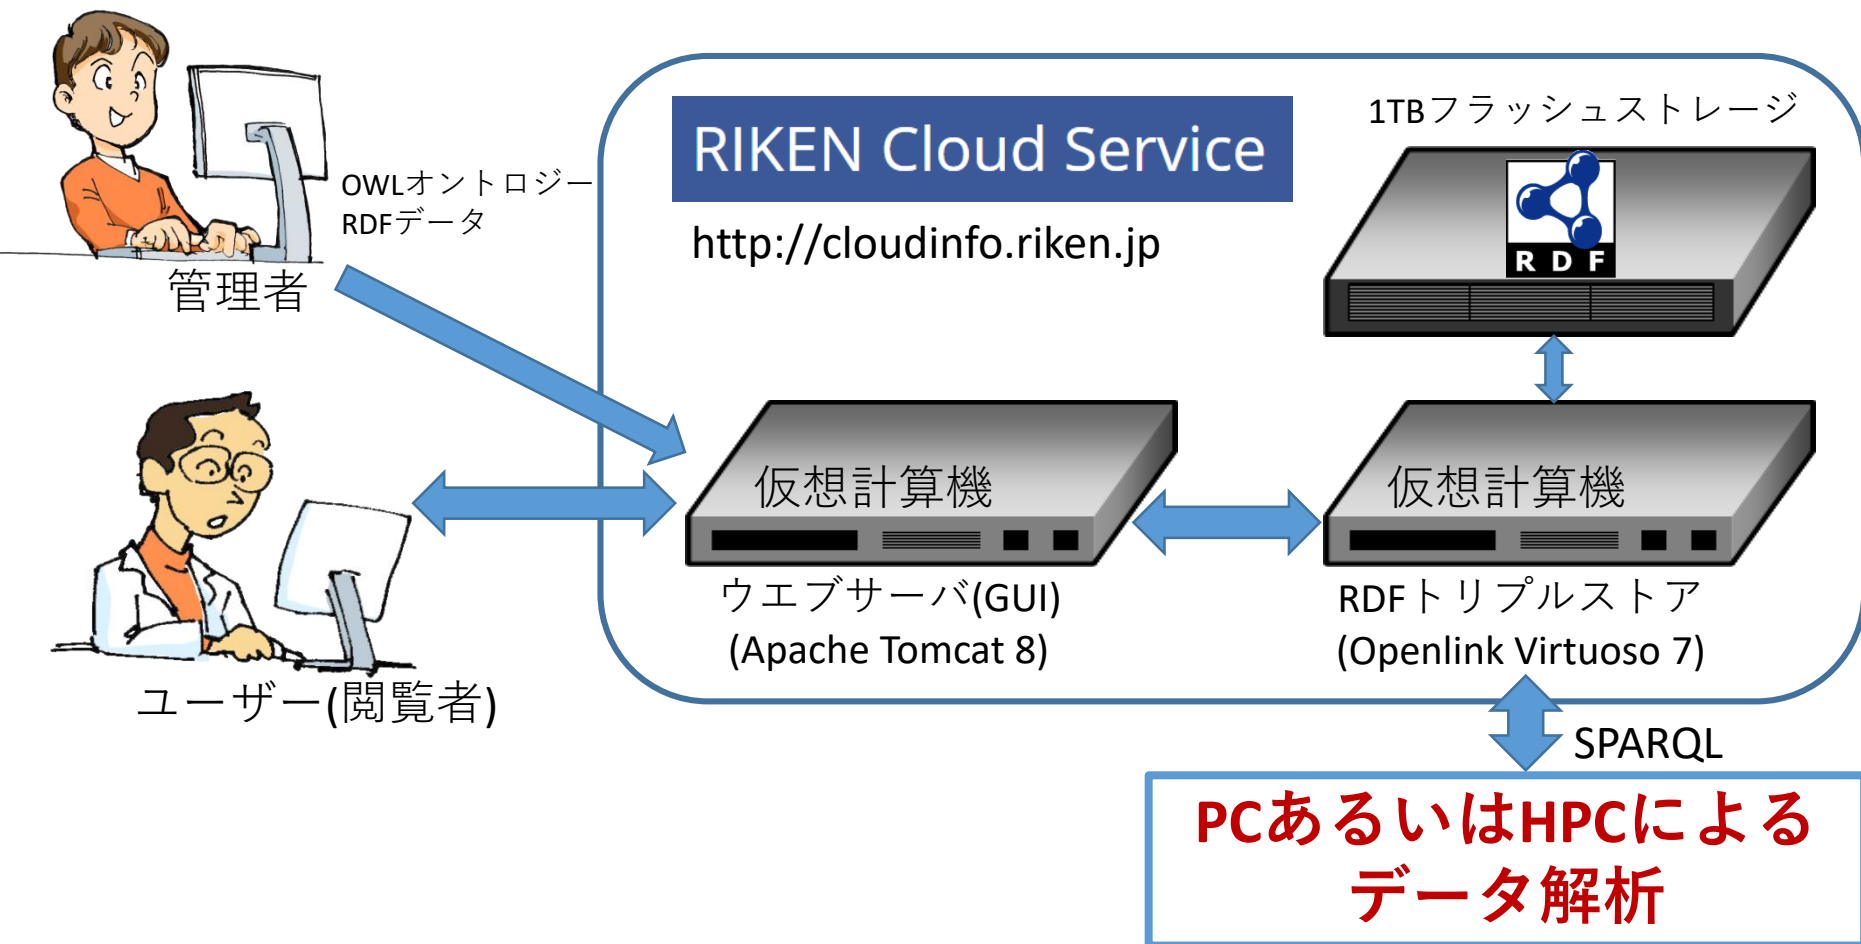 OWLオントロジー
RDFデータ
管理者
RIKEN Cloud Service
http://cloudinfo.riken.jp
1TBフラッシュストレージ
RDF
仮想計算機
仮想計算機
ウエブサーバ(GUI)
(Apache Tomcat 8)
RDFトリプルストア
(Openlink Virtuoso 7)
ユーザー(閲覧者)
SPARQL
PCあるいはHPCによる
データ解析